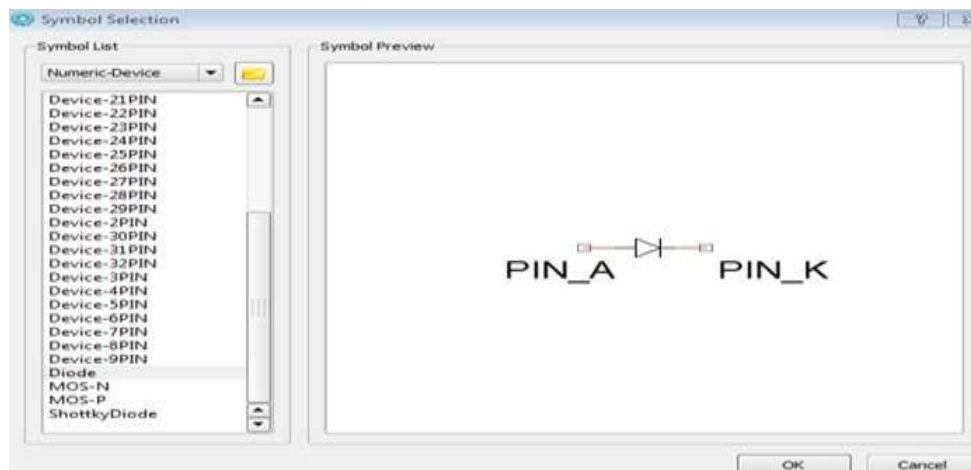 Symbol Selection
Symbol List
Numeric-Device
Device-21PIN
Device-22PIN
Device-23PIN
Device-24PIN
Device-25PIN
Device-26PIN
Device-27PIN
Device-28PIN
Device-29PIN
Device-2PIN
Device-30PIN
Device-31PIN
Device-32PIN
Device-3PIN
Device-4PIN
Device-5PIN
Device-6PIN
Device-7PIN
Device-8PIN
Device-9PIN
Diode
MOS-N
MOS-P
ShottkyDiode
Symbol Preview
PIN_A PIN_K
OK Cancel